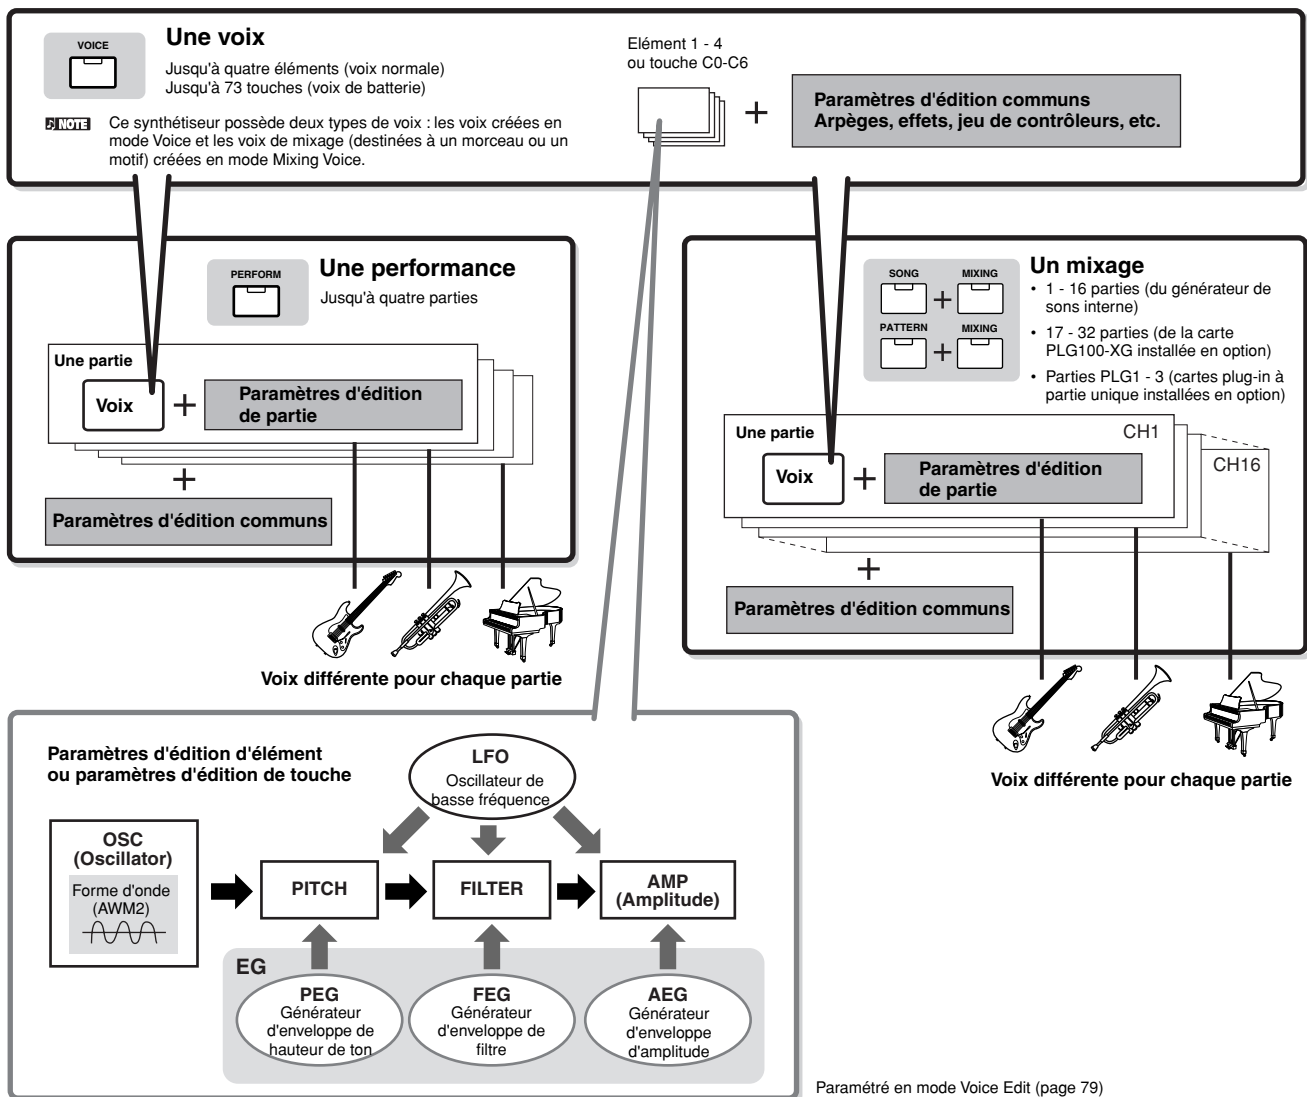 VOICE
Une voix
Jusqu'à quatre éléments (voix normale)
Jusqu'à 73 touches (voix de batterie)
NOTE
Ce synthétiseur possède deux types de voix : les voix créées en
mode Voice et les voix de mixage (destinées à un morceau ou un
motif) créées en mode Mixing Voice.
Elément 1 - 4
ou touche C0-C6
+
Paramètres d'édition communs
Arpèges, effets, jeu de contrôleurs, etc.
PERFORM
Une performance
Jusqu'à quatre parties
Une partie
Voix
+
Paramètres d'édition
de partie
+
Paramètres d'édition communs
Voix différente pour chaque partie
SONG
+
MIXING
PATTERN
+
MIXING
Un mixage
• 1 - 16 parties (du générateur de
sons interne)
• 17 - 32 parties (de la carte
PLG100-XG installée en option)
• Parties PLG1 - 3 (cartes plug-in à
partie unique installées en option)
Une partie
CH1
CH16
Voix
+
Paramètres d'édition
de partie
+
Paramètres d'édition communs
Voix différente pour chaque partie
Paramètres d'édition d'élément
ou paramètres d'édition de touche
LFO
Oscillateur de
basse fréquence
OSC
(Oscillator)
Forme d'onde
(AWM2)
PITCH
FILTER
AMP
(Amplitude)
EG
PEG
Générateur
d'enveloppe de
hauteur de ton
FEG
Générateur
d'enveloppe de
filtre
AEG
Générateur
d'enveloppe
d'amplitude
Paramétré en mode Voice Edit (page 79)